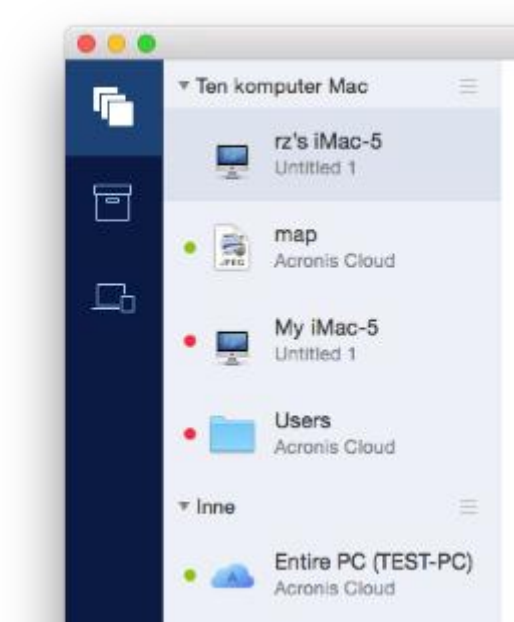 Ten komputer Mac
rz's iMac-5
Untitled 1
map
Acronis Cloud
JPEG
My iMac-5
Untitled 1
Users
Acronis Cloud
Inne
Entire PC (TEST-PC)
Acronis Cloud